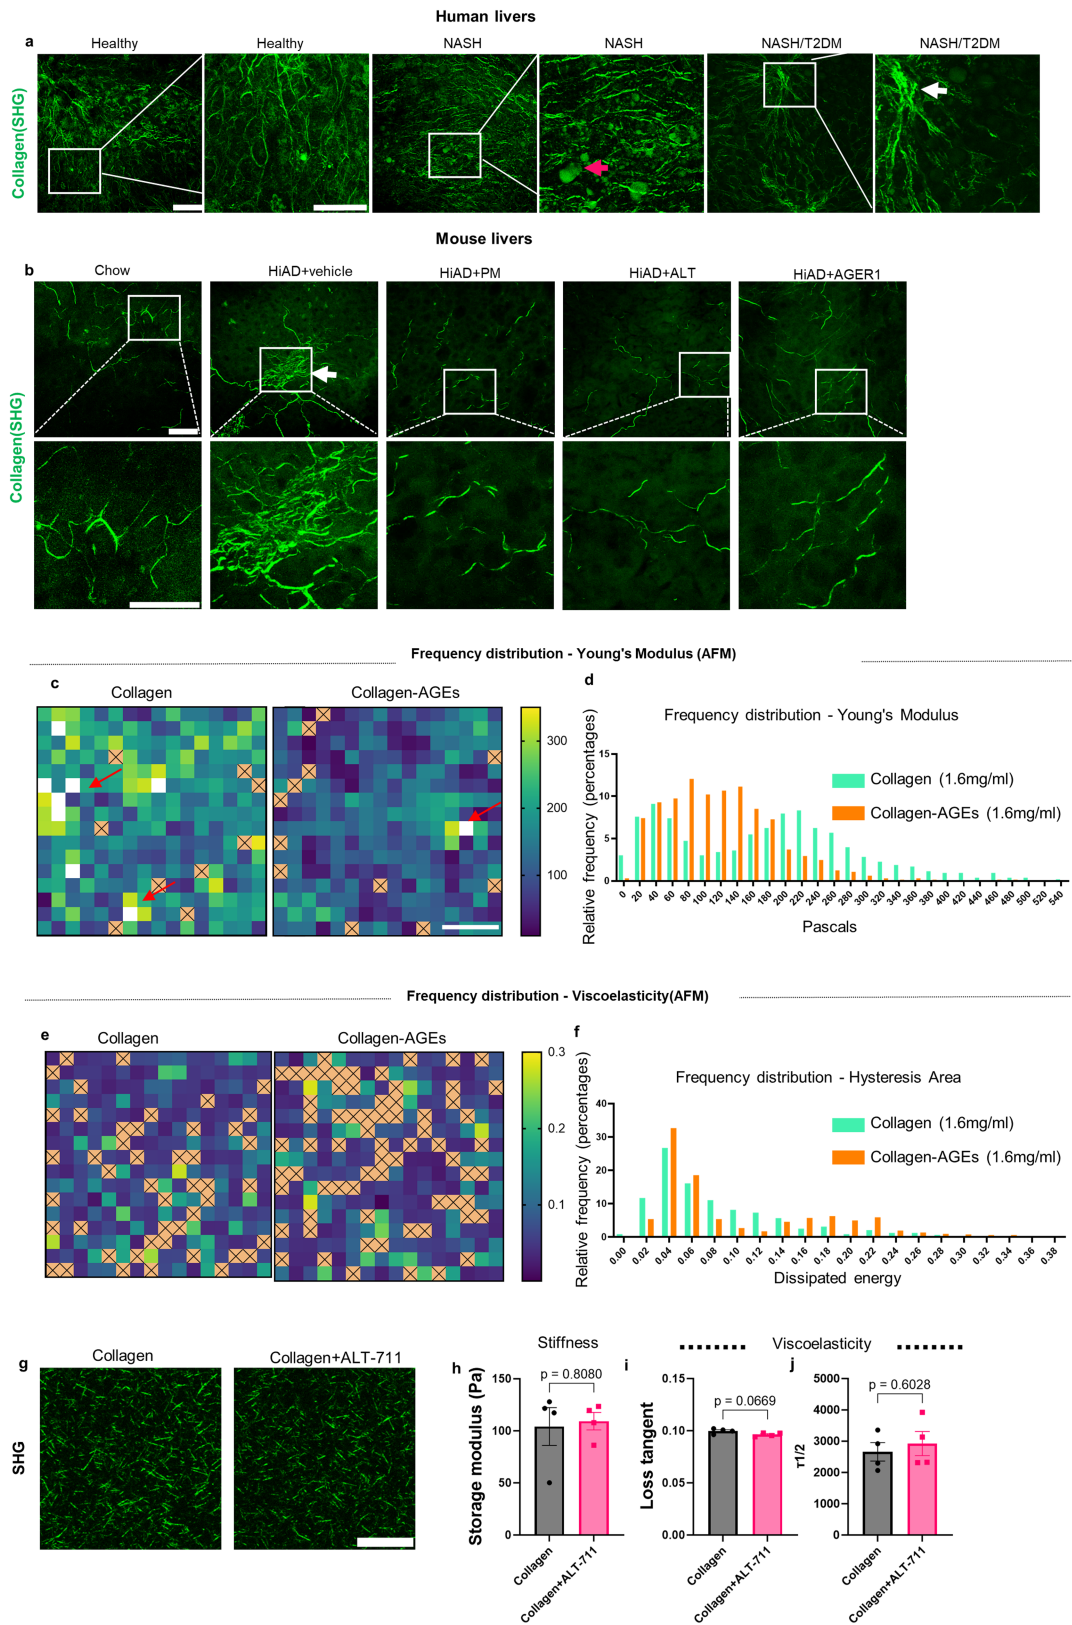 Human livers
a
Healthy
Healthy
NASH
NASH
NASH/T2DM
NASH/T2DM
Collagen(SHG)
Mouse livers
b
Chow
HiAD+vehicle
HiAD+PM
HiAD+ALT
HiAD+AGER1
Collagen(SHG)
Frequency distribution - Young's Modulus (AFM)
c
Collagen
Collagen-AGEs
300
200
100
d
Frequency distribution - Young's Modulus
Relative frequency (percentages)
15
10
5
0
Collagen (1.6mg/ml)
Collagen-AGEs (1.6mg/ml)
0 20 40 60 80 100 120 140 160 180 200 220 240 260 280 300 320 340 360 380 400 420 440 460 480 500 520 540
Pascals
Frequency distribution - Viscoelasticity(AFM)
e
Collagen
Collagen-AGEs
0.3
0.2
0.1
f
Frequency distribution - Hysteresis Area
Relative frequency (percentages)
40
30
20
10
0
Collagen (1.6mg/ml)
Collagen-AGEs (1.6mg/ml)
0.00 0.02 0.04 0.06 0.08 0.10 0.12 0.14 0.16 0.18 0.20 0.22 0.24 0.26 0.28 0.30 0.32 0.34 0.36 0.38
Dissipated energy
g
Collagen
Collagen+ALT-711
SHG
Stiffness
h
Storage modulus (Pa)
150
100
50
0
p = 0.8080
Collagen
Collagen+ALT-711
Viscoelasticity
i
Loss tangent
0.15
0.10
0.05
0.00
p = 0.0669
Collagen
Collagen+ALT-711
j
τ1/2
5000
4000
3000
2000
1000
0
p = 0.6028
Collagen
Collagen+ALT-711